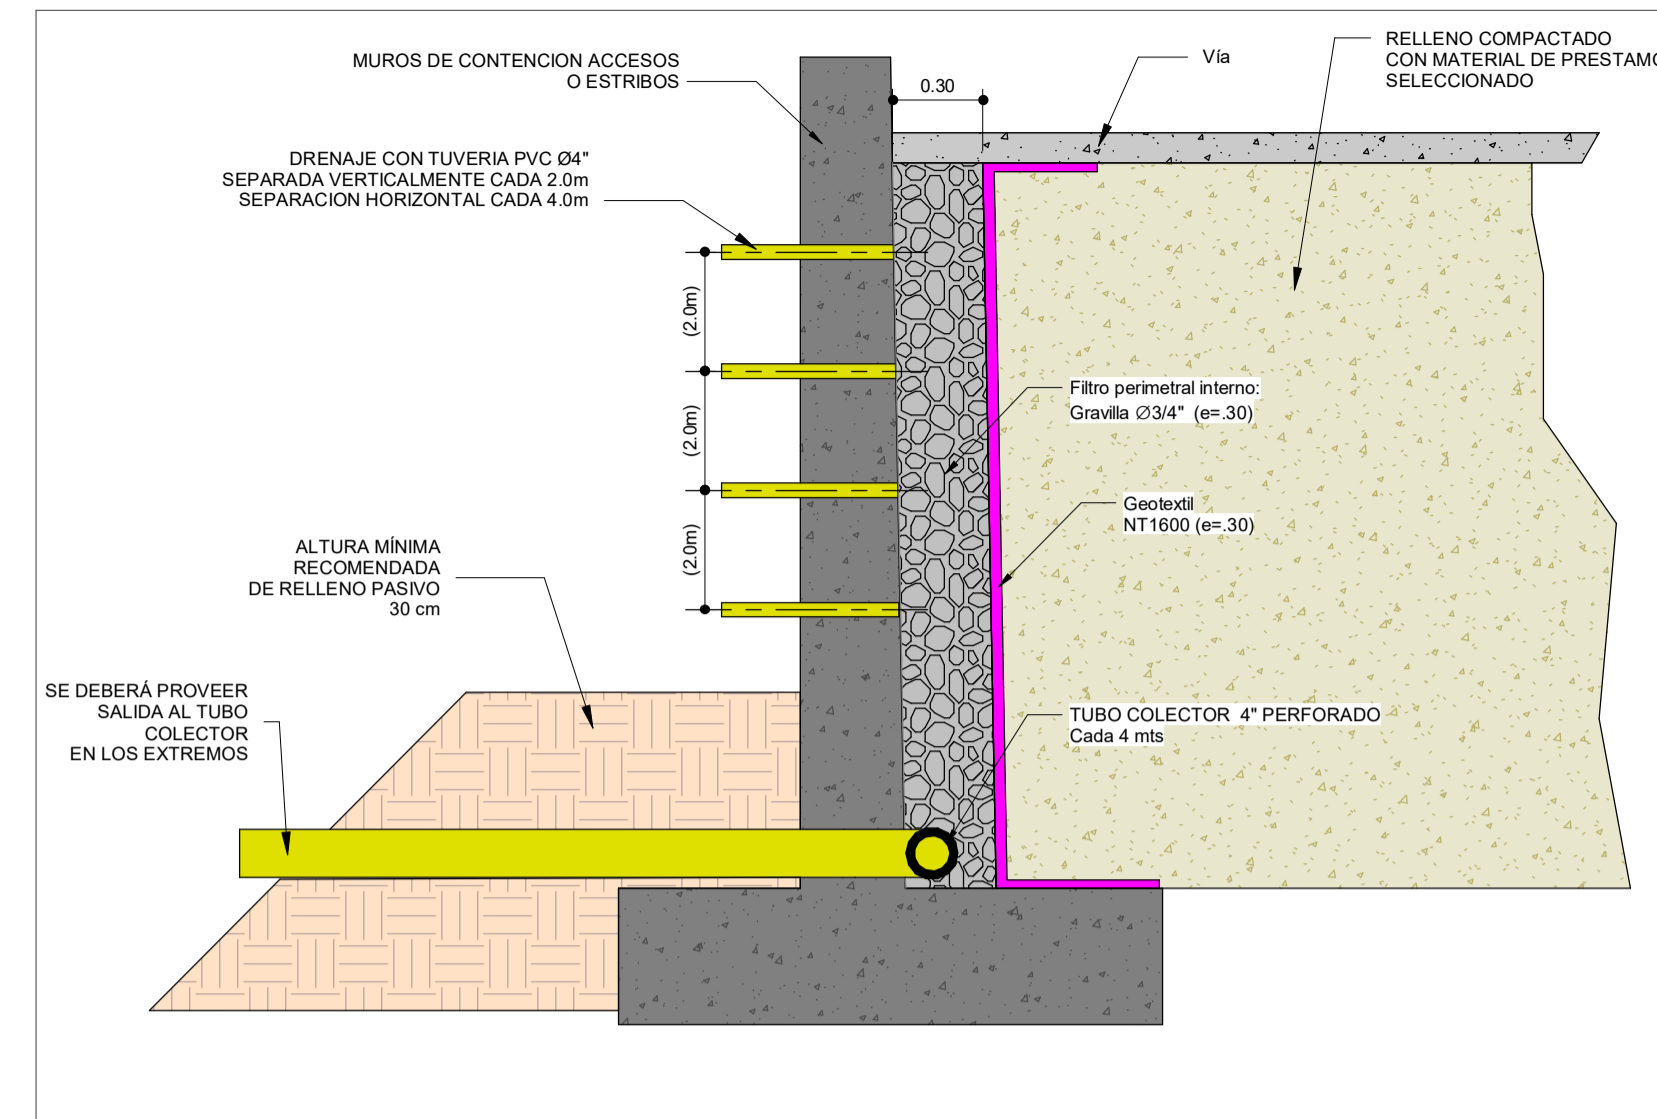 MUROS DE CONTENCION ACCESOS
O ESTRIBOS
0.30
Vía
RELLENO COMPACTADO
CON MATERIAL DE PRESTAMO
SELECCIONADO
DRENAJE CON TUVERIA PVC Ø4"
SEPARADA VERTICALMENTE CADA 2.0m
SEPARACION HORIZONTAL CADA 4.0m
(2.0m)
(2.0m)
(2.0m)
Filtro perimetral interno:
Gravilla ∅3/4" (e=.30)
Geotextil
NT1600 (e=.30)
ALTURA MÍNIMA
RECOMENDADA
DE RELLENO PASIVO
30 cm
SE DEBERÁ PROVEER
SALIDA AL TUBO
COLECTOR
EN LOS EXTREMOS
TUBO COLECTOR 4" PERFORADO
Cada 4 mts